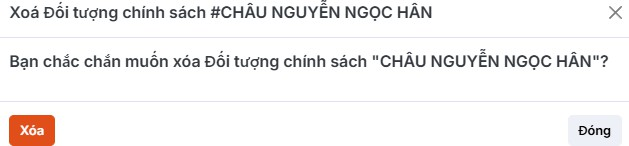 Xoá Đối tượng chính sách #CHÂU NGUYỄN NGỌC HÂN
Bạn chắc chắn muốn xóa Đối tượng chính sách "CHÂU NGUYỄN NGỌC HÂN"?
Xóa
Đóng